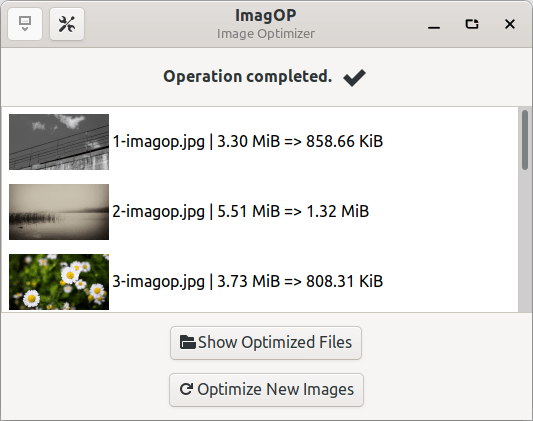 ImagOP
Image Optimizer
Operation completed.
1-imagop.jpg | 3.30 MiB => 858.66 KiB
2-imagop.jpg | 5.51 MiB => 1.32 MiB
3-imagop.jpg | 3.73 MiB => 808.31 KiB
Show Optimized Files
Optimize New Images